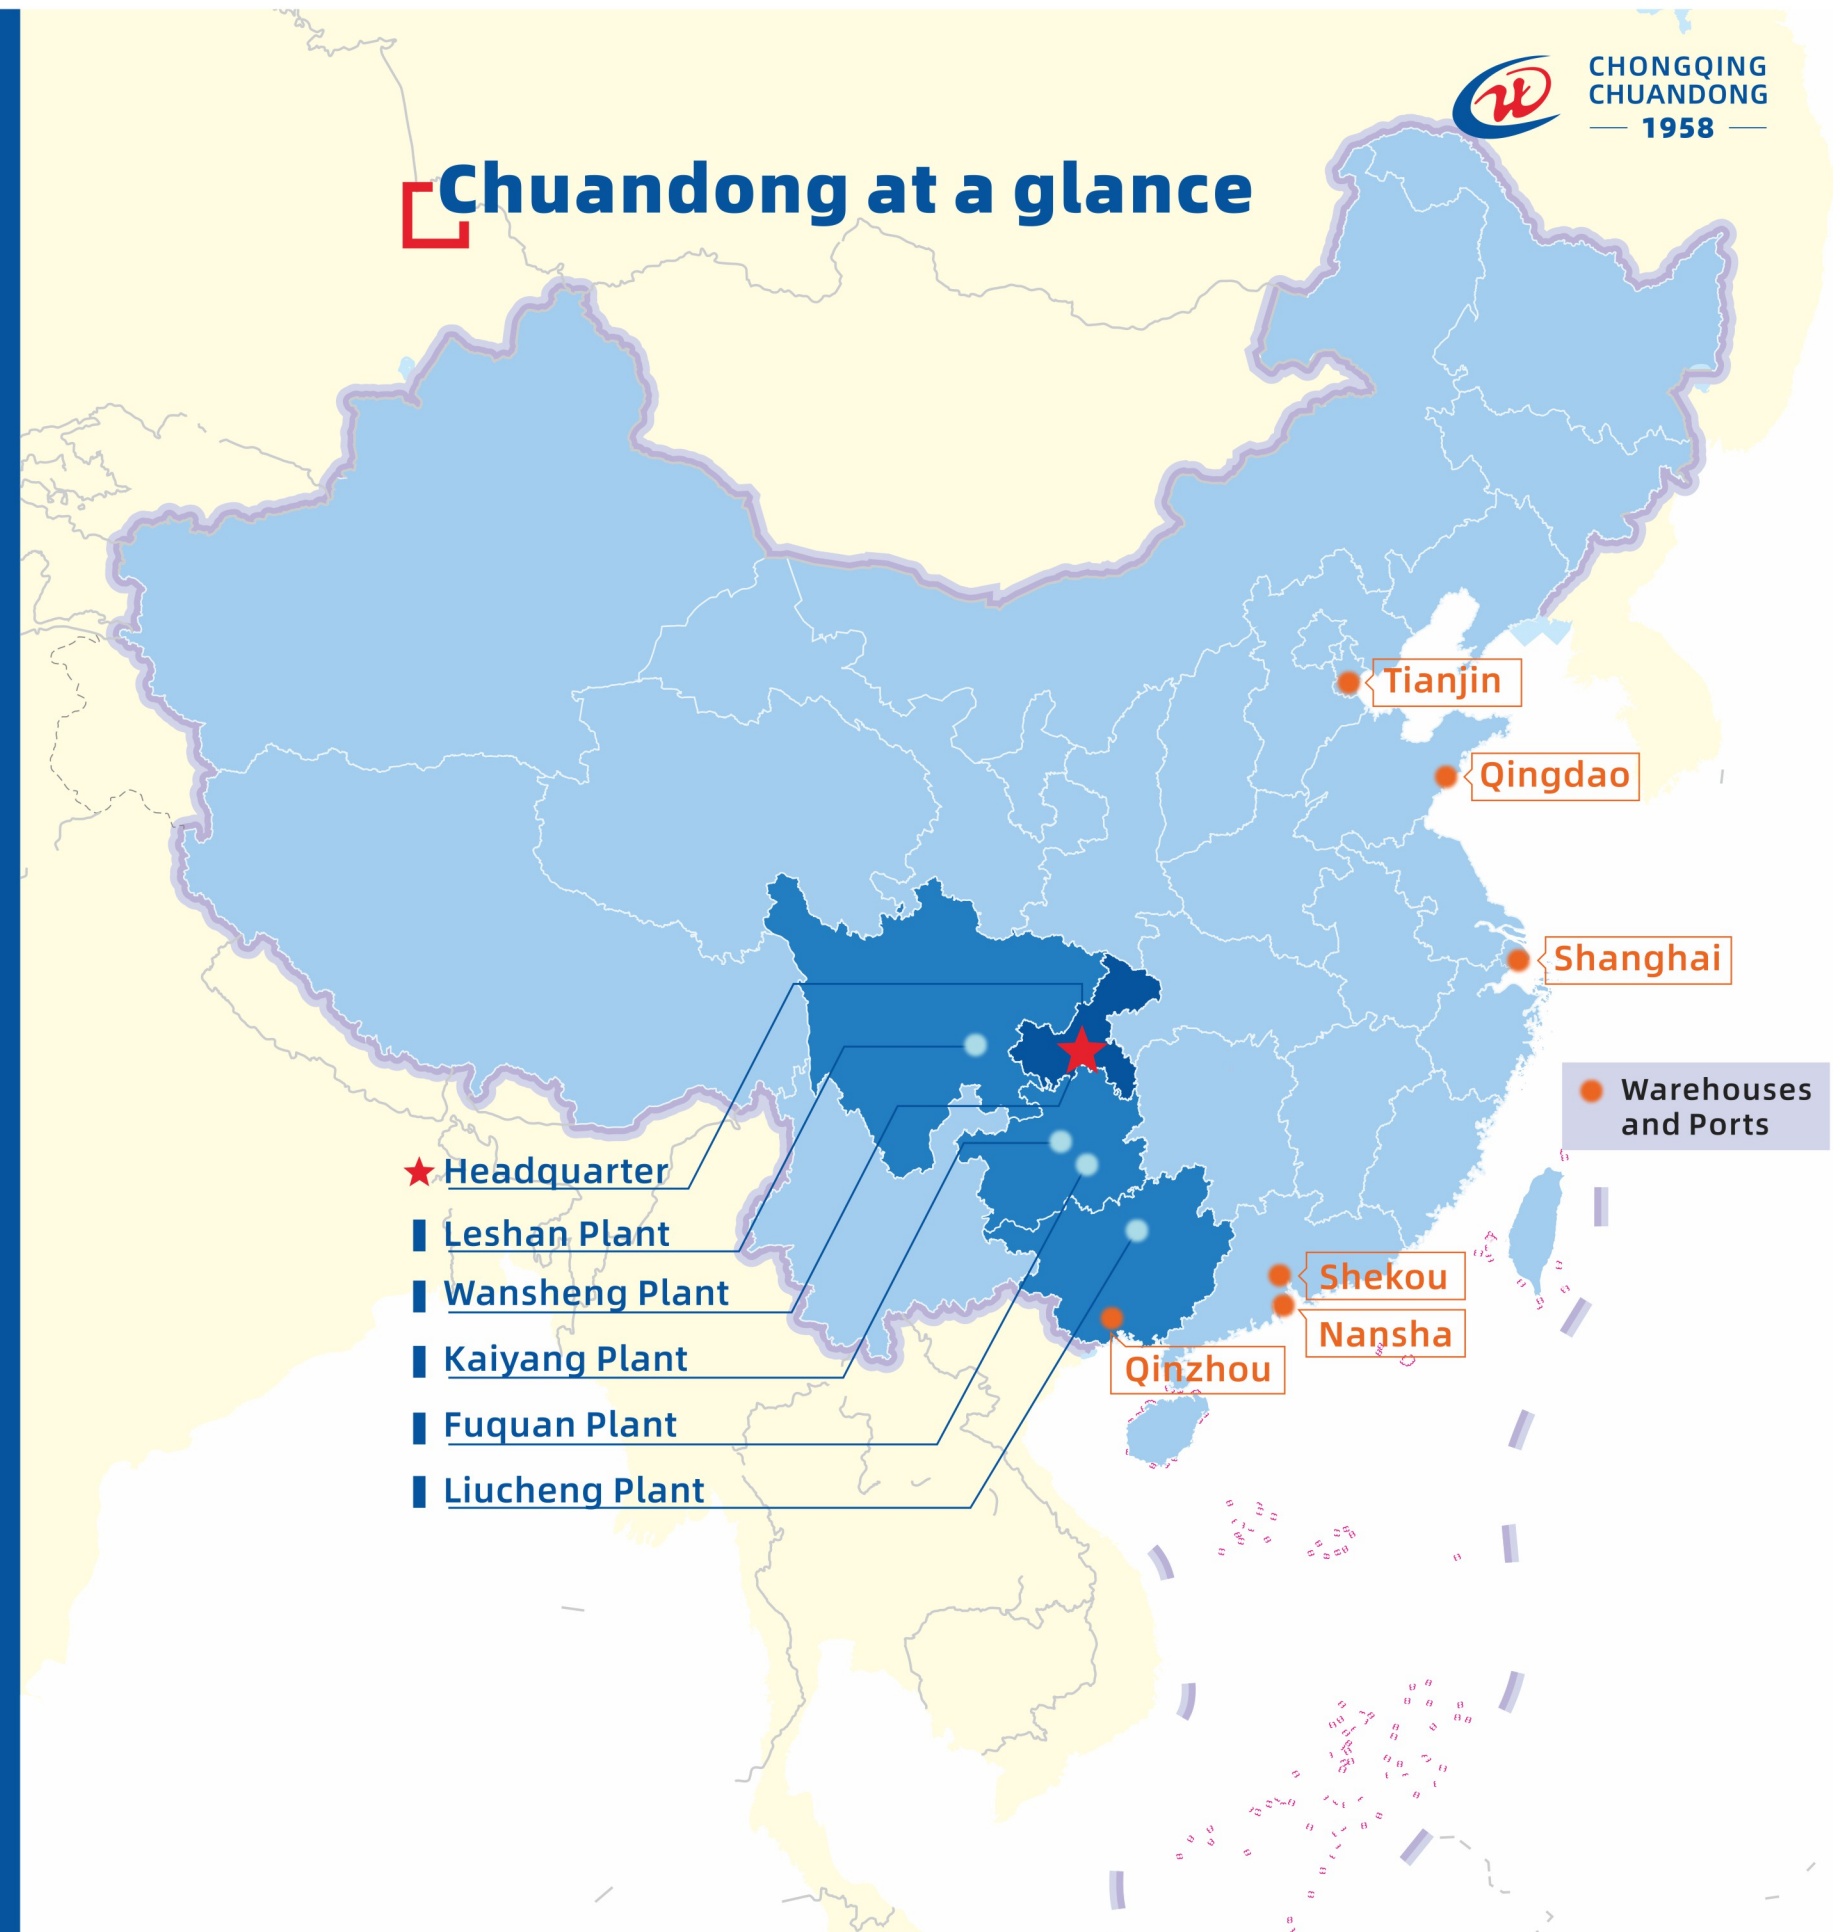 CHONGQING
CHUANDONG
1958
Chuandong at a glance
Tianjin
Qingdao
Shanghai
Warehouses
and Ports
Headquarter
Leshan Plant
Wansheng Plant
Kaiyang Plant
Fuquan Plant
Liucheng Plant
Shekou
Nansha
Qinzhou